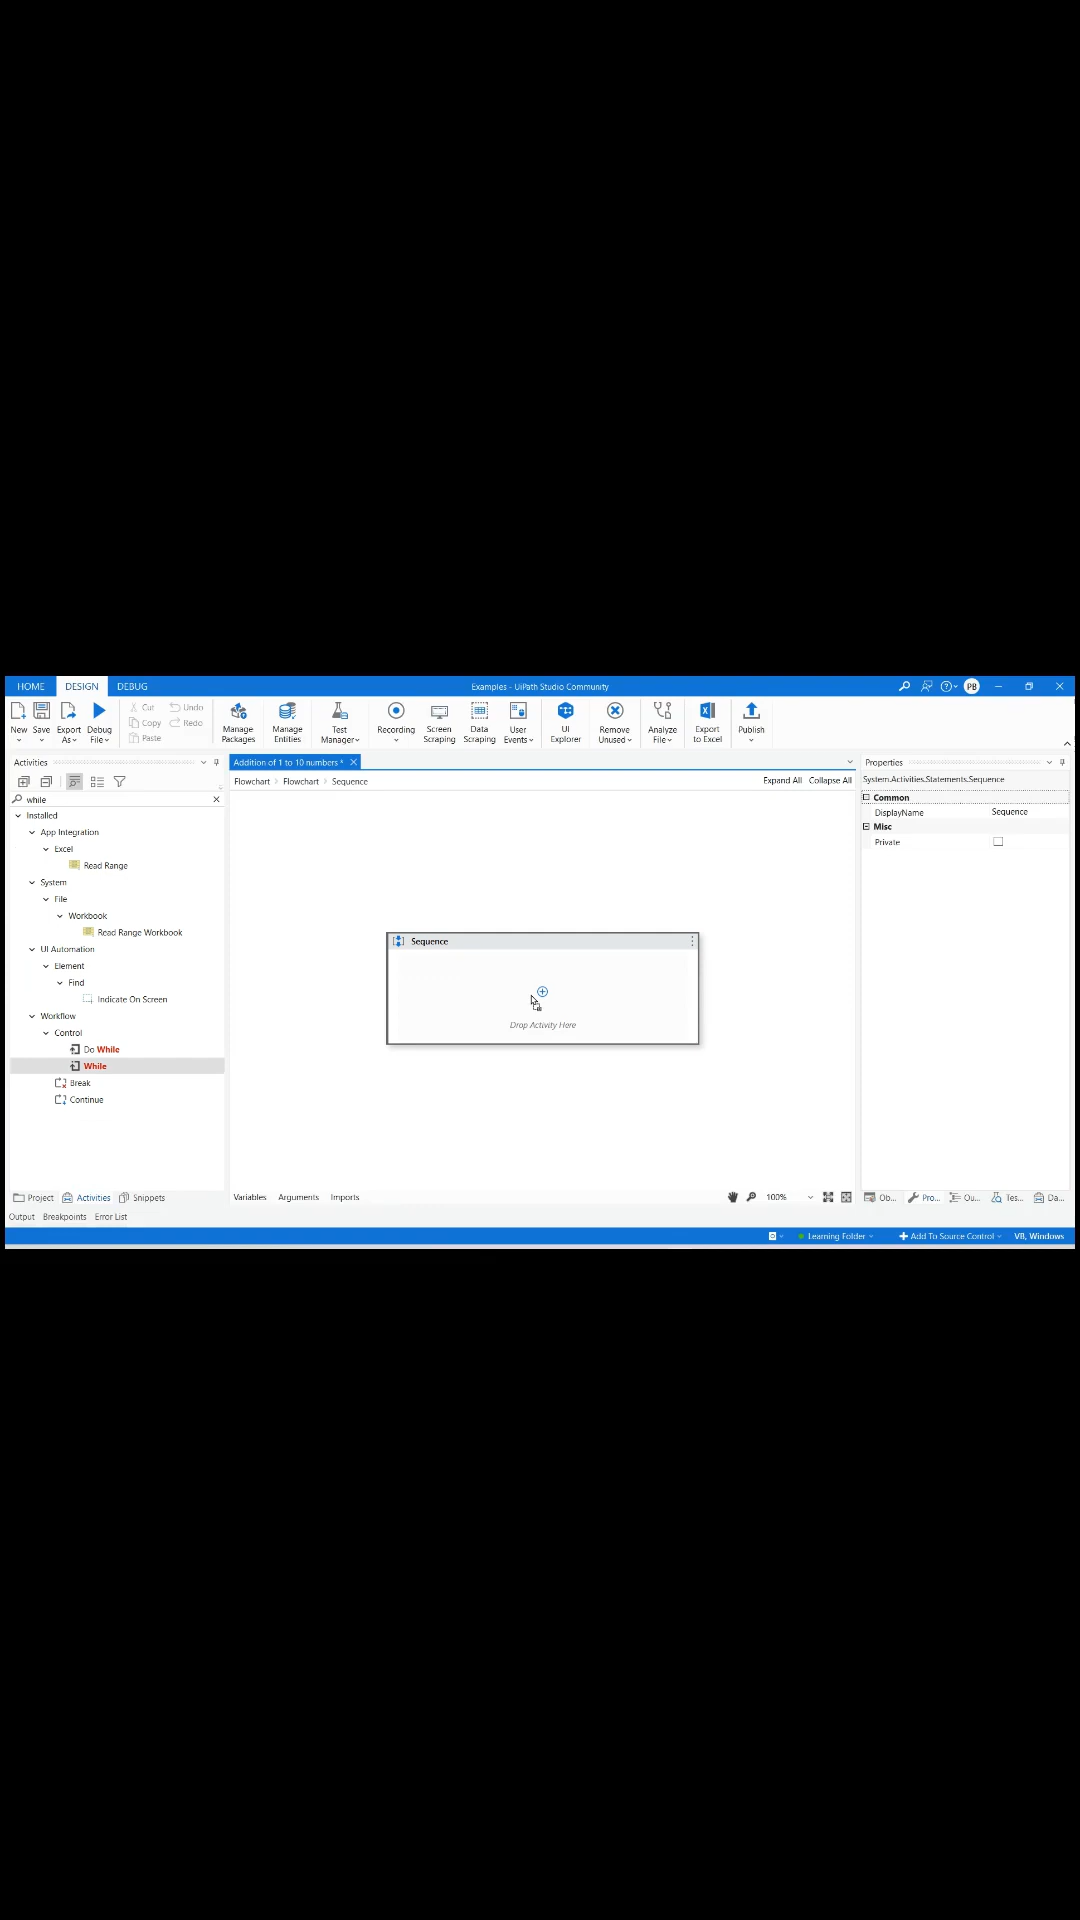 HOME DESIGN DEBUG Examples - UiPath Studio Community PB
New Save Export As Debug File Cut Copy Paste Undo Redo Manage Packages Manage Entities Test Manager Recording Screen Scraping Data Scraping User Events UI Explorer Remove Unused Analyze File Export to Excel Publish
Activities
while
Installed
App Integration
Excel
Read Range
System
File
Workbook
Read Range Workbook
UI Automation
Element
Find
Indicate On Screen
Workflow
Control
Do While
While
Break
Continue
Project Activities Snippets
Addition of 1 to 10 numbers *
Flowchart > Flowchart > Sequence Expand All Collapse All
Sequence
Drop Activity Here
Variables Arguments Imports 100%
Properties
System.Activities.Statements.Sequence
Common
DisplayName Sequence
Misc
Private
Ob... Pro... Ou... Tes... Da...
Output Breakpoints Error List
Learning Folder Add To Source Control VB, Windows